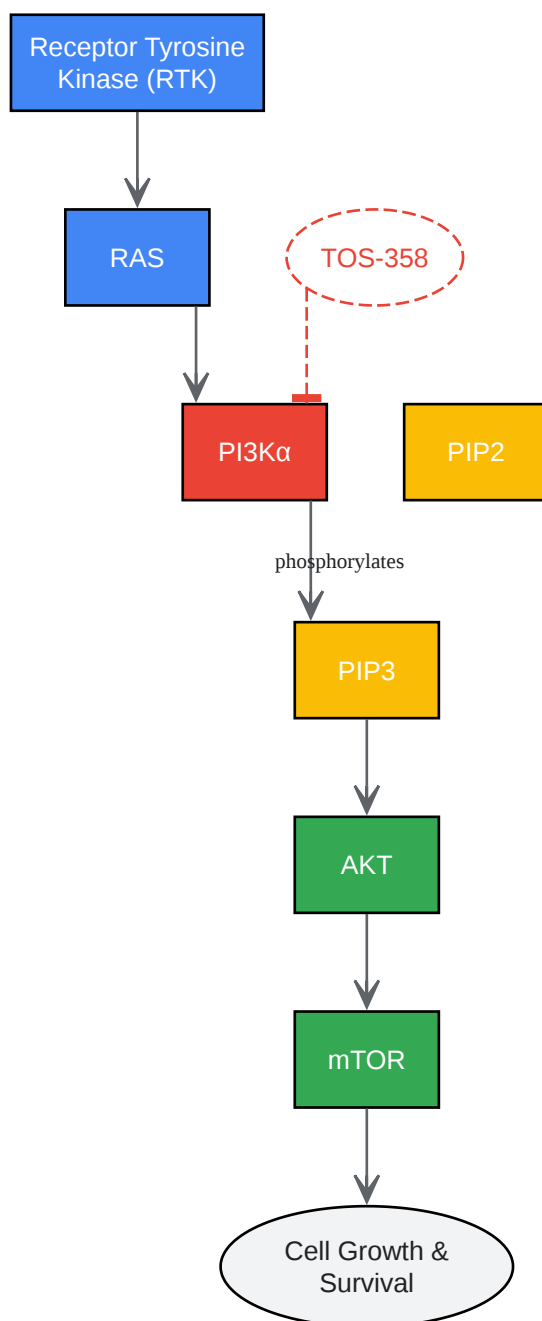 Receptor Tyrosine
Kinase (RTK)
RAS
TOS-358
PI3Kα
PIP2
phosphorylates
PIP3
AKT
mTOR
Cell Growth &
Survival